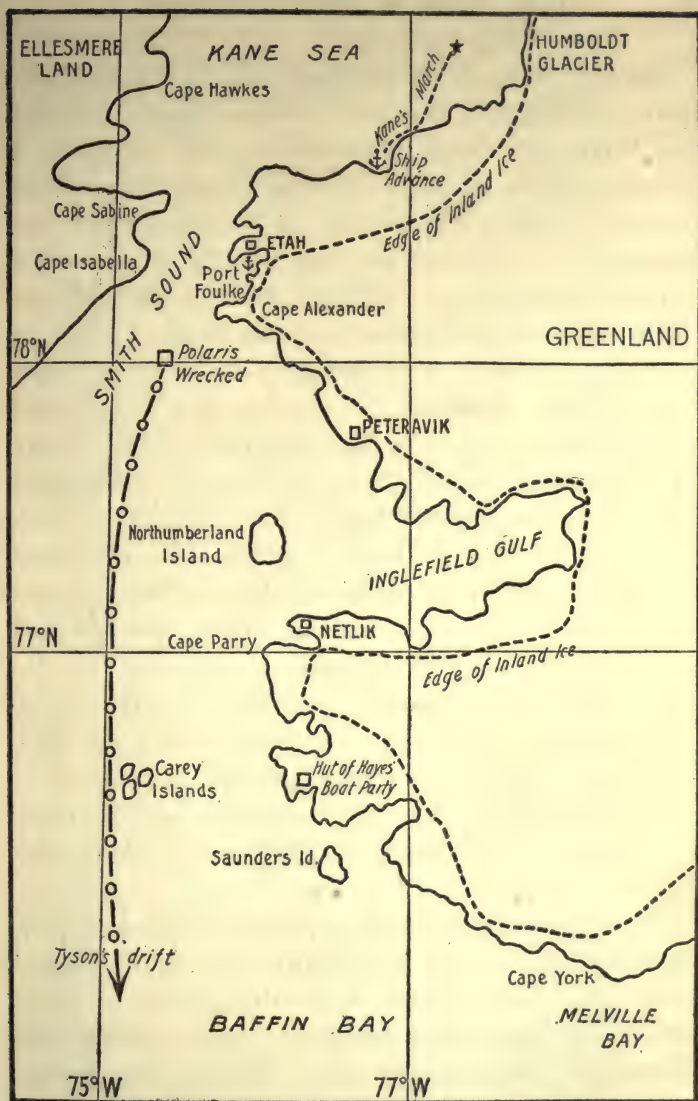 ELLESMERE
LAND
KANE SEA
HUMBOLDT
GLACIER
Cape Hawkes
Kane's March
Ship
Advance
Edge of Inland Ice
Cape Sabine
Cape Isabella
SMITH SOUND
ETAH
Port
Foulke
Cape Alexander
GREENLAND
78°N
Polaris
Wrecked
PETERAVIK
Northumberland
Island
INGLEFIELD GULF
NETLIK
77°N
Cape Parry
Edge of Inland Ice
Carey
Islands
Hut of Hayes'
Boat Party
Saunders Id.
Tyson's drift
Cape York
BAFFIN BAY
MELVILLE
BAY
75°W
77°W